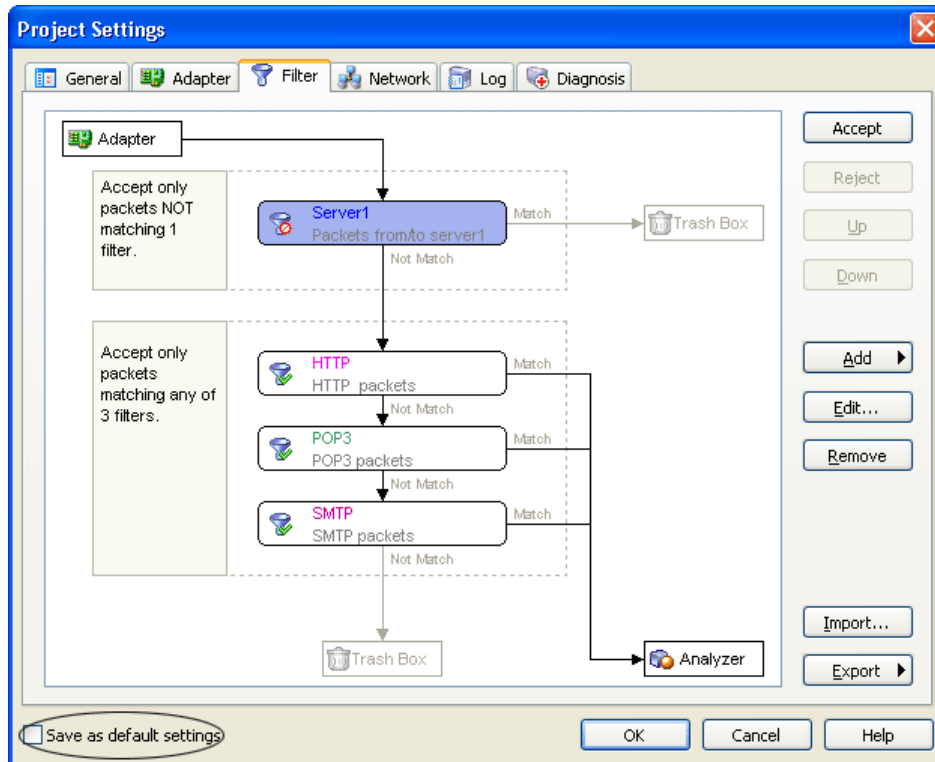 Project Settings
General
Adapter
Filter
Network
Log
Diagnosis
Adapter
Accept only
packets NOT
matching 1
filter.
Server1
Packets from/to server1
Match
Trash Box
Not Match
Accept only
packets
matching any of
3 filters.
HTTP
HTTP packets
Match
Not Match
POP3
POP3 packets
Match
Not Match
SMTP
SMTP packets
Match
Not Match
Trash Box
Analyzer
Accept
Reject
Up
Down
Add
Edit...
Remove
Import...
Export
Save as default settings
OK
Cancel
Help